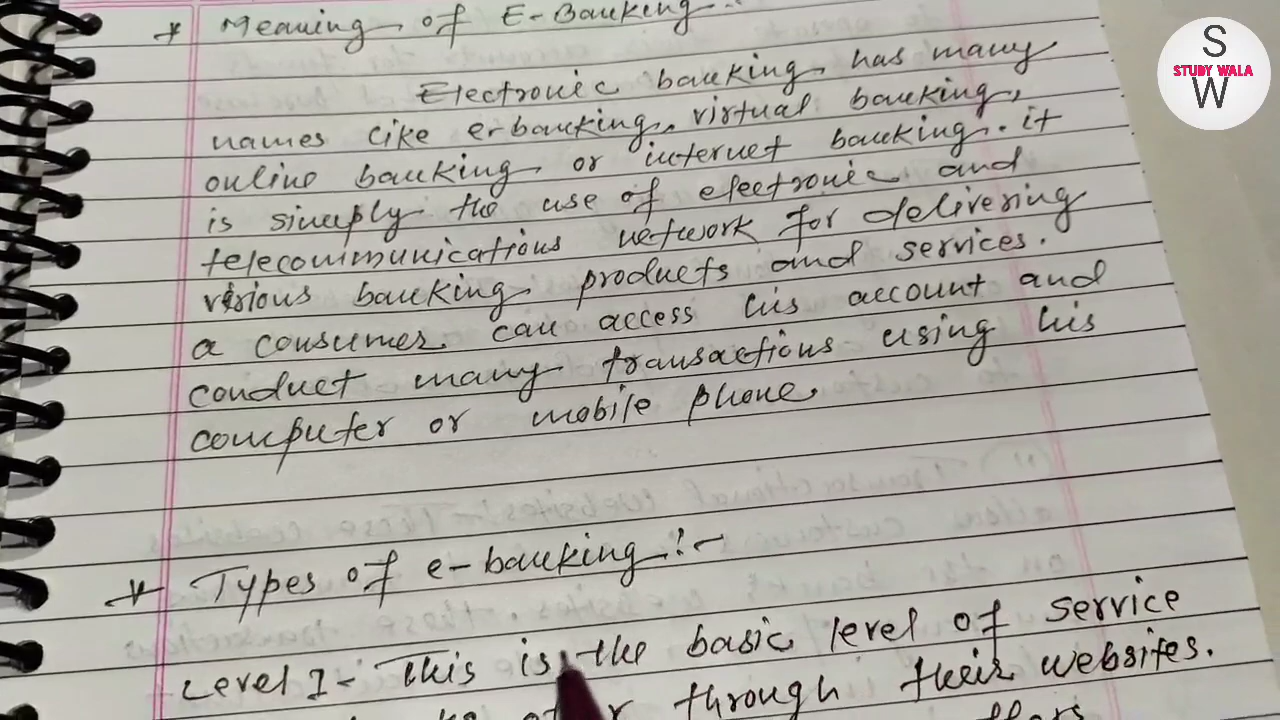 * Meaning of E-Banking :
Electronic banking has many
names like e-banking, virtual banking,
online banking or internet banking. it
is simply the use of electronic and
telecommunications network for delivering
various banking products and services.
a consumer can access his account and
conduct many transactions using his
computer or mobile phone.
* Types of e-banking :-
Level 1 - This is the basic level of service
through their websites.
S
STUDY WALA
W